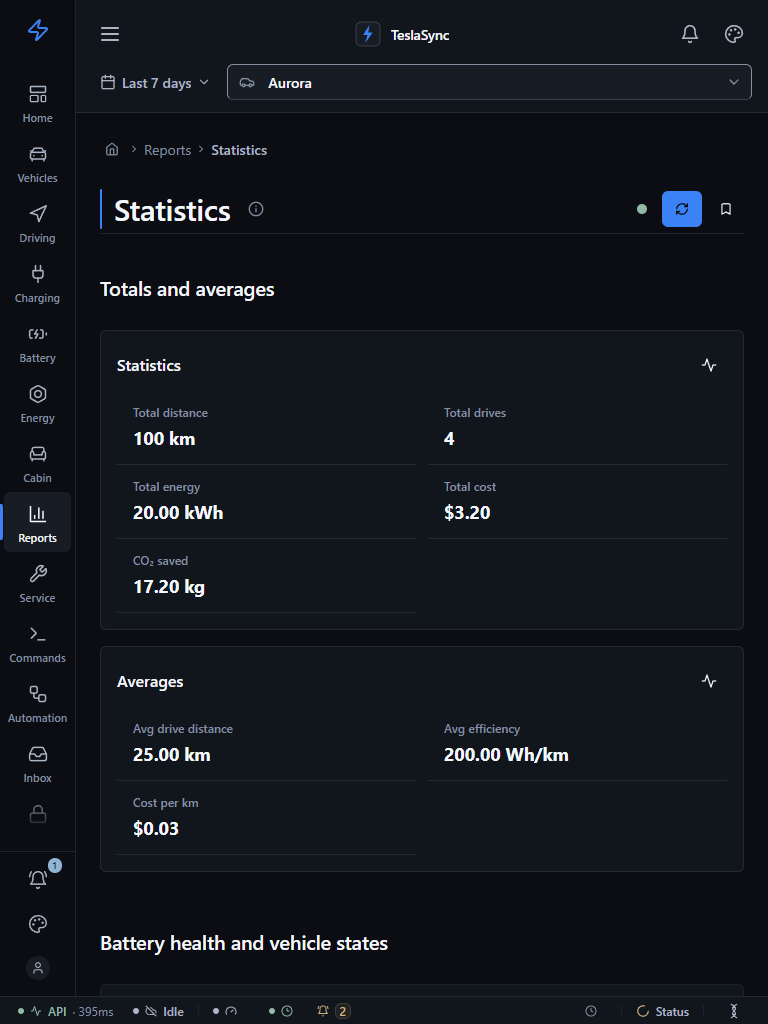 TeslaSync
Last 7 days
Aurora
Home
Vehicles
Driving
Charging
Battery
Energy
Cabin
Reports
Service
Commands
Automation
Inbox
1
Reports
Statistics
Statistics
Totals and averages
Statistics
Total distance
100 km
Total drives
4
Total energy
20.00 kWh
Total cost
$3.20
CO₂ saved
17.20 kg
Averages
Avg drive distance
25.00 km
Avg efficiency
200.00 Wh/km
Cost per km
$0.03
Battery health and vehicle states
API · 395ms
Idle
2
Status